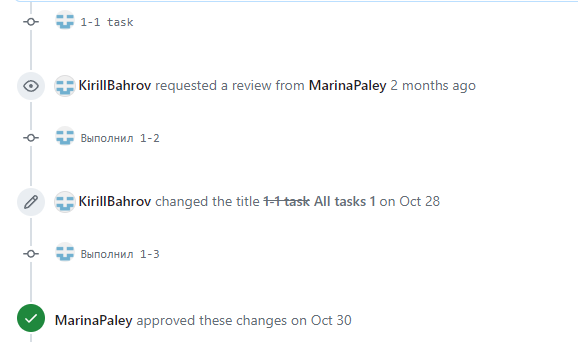 1-1 task
KirillBahrov requested a review from MarinaPaley 2 months ago
Выполнил 1-2
KirillBahrov changed the title 1-1 task All tasks 1 on Oct 28
Выполнил 1-3
MarinaPaley approved these changes on Oct 30